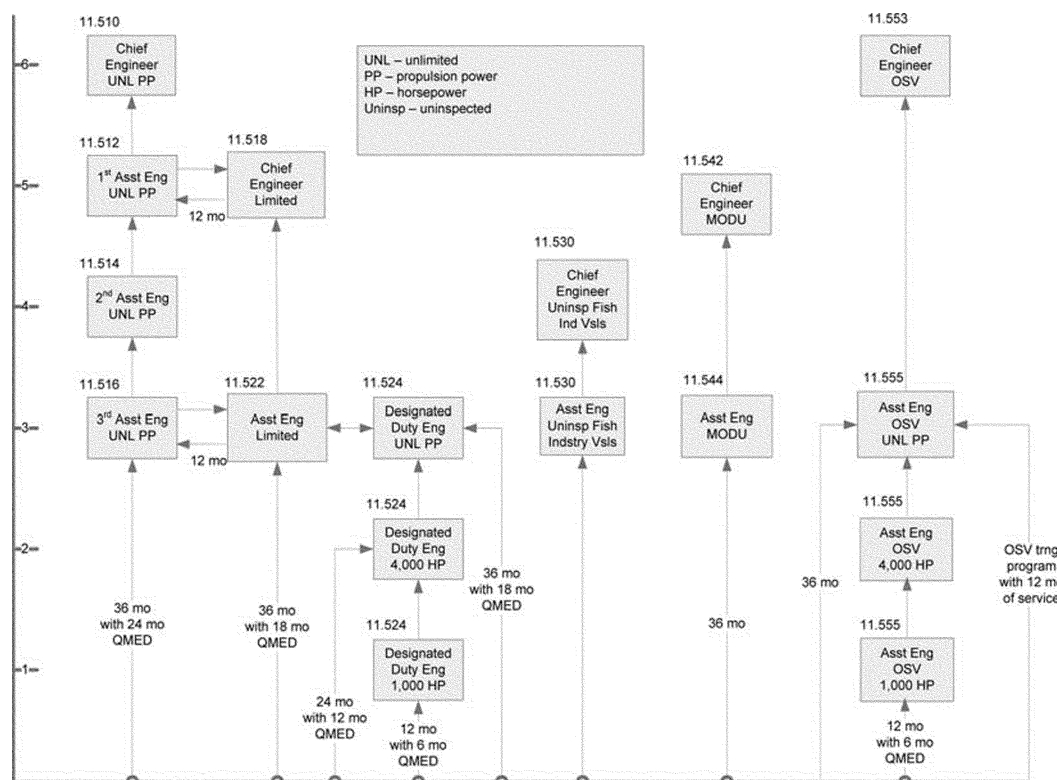 11.510
Chief
Engineer
UNL PP
UNL – unlimited
PP – propulsion power
HP – horsepower
Uninsp – uninspected
11.553
Chief
Engineer
OSV
6
11.512
1st Asst Eng
UNL PP
11.518
Chief
Engineer
Limited
12 mo
11.542
Chief
Engineer
MODU
5
11.514
2nd Asst Eng
UNL PP
11.530
Chief
Engineer
Uninsp Fish
Ind Vsls
4
11.516
3rd Asst Eng
UNL PP
11.522
Asst Eng
Limited
12 mo
11.524
Designated
Duty Eng
UNL PP
11.530
Asst Eng
Uninsp Fish
Indstry Vsls
11.544
Asst Eng
MODU
11.555
Asst Eng
OSV
UNL PP
3
11.524
Designated
Duty Eng
4,000 HP
11.555
Asst Eng
OSV
4,000 HP
2
36 mo
with 24 mo
QMED
36 mo
with 18 mo
QMED
36 mo
with 18 mo
QMED
36 mo
36 mo
OSV trng
program
with 12 mo
of service
11.524
Designated
Duty Eng
1,000 HP
11.555
Asst Eng
OSV
1,000 HP
1
24 mo
with 12 mo
QMED
12 mo
with 6 mo
QMED
12 mo
with 6 mo
QMED